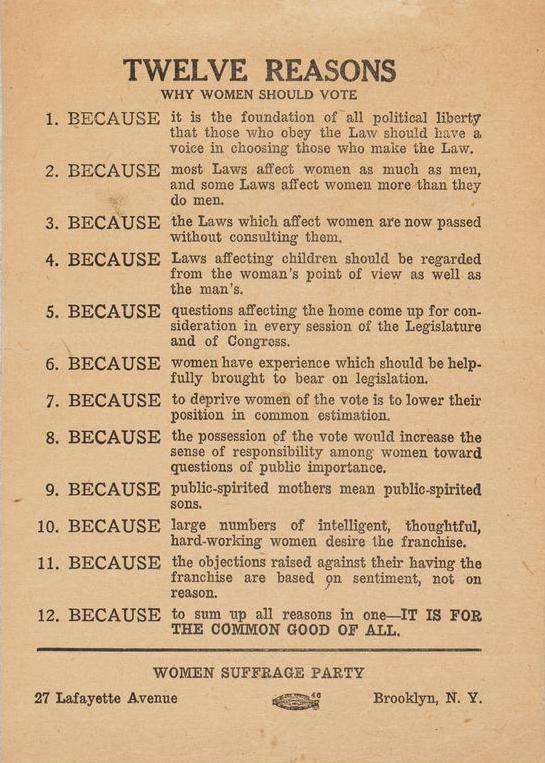 TWELVE REASONS
WHY WOMEN SHOULD VOTE
1. BECAUSE it is the foundation of all political liberty
that those who obey the Law should have a
voice in choosing those who make the Law.
2. BECAUSE most Laws affect women as much as men,
and some Laws affect women more than they
do men.
3. BECAUSE the Laws which affect women are now passed
without consulting them.
4. BECAUSE Laws affecting children should be regarded
from the woman's point of view as well as
the man's.
5. BECAUSE questions affecting the home come up for con-
sideration in every session of the Legislature
and of Congress.
6. BECAUSE women have experience which should be help-
fully brought to bear on legislation.
7. BECAUSE to deprive women of the vote is to lower their
position in common estimation.
8. BECAUSE the possession of the vote would increase the
sense of responsibility among women toward
questions of public importance.
9. BECAUSE public-spirited mothers mean public-spirited
sons.
10. BECAUSE large numbers of intelligent, thoughtful,
hard-working women desire the franchise.
11. BECAUSE the objections raised against their having the
franchise are based on sentiment, not on
reason.
12. BECAUSE to sum up all reasons in one—IT IS FOR
THE COMMON GOOD OF ALL.
WOMEN SUFFRAGE PARTY
27 Lafayette Avenue 46 Brooklyn, N. Y.